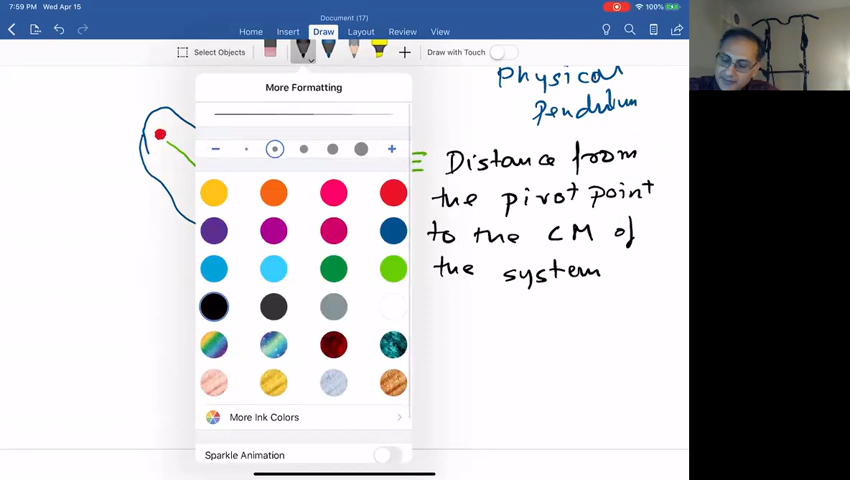 7:59 PM Wed Apr 15
100%
Document (17)
Home Insert Draw Layout Review View
Select Objects
Draw with Touch
More Formatting
Physical
Pendulum
≡ Distance from
the pivot point
to the CM of
the system
More Ink Colors
Sparkle Animation